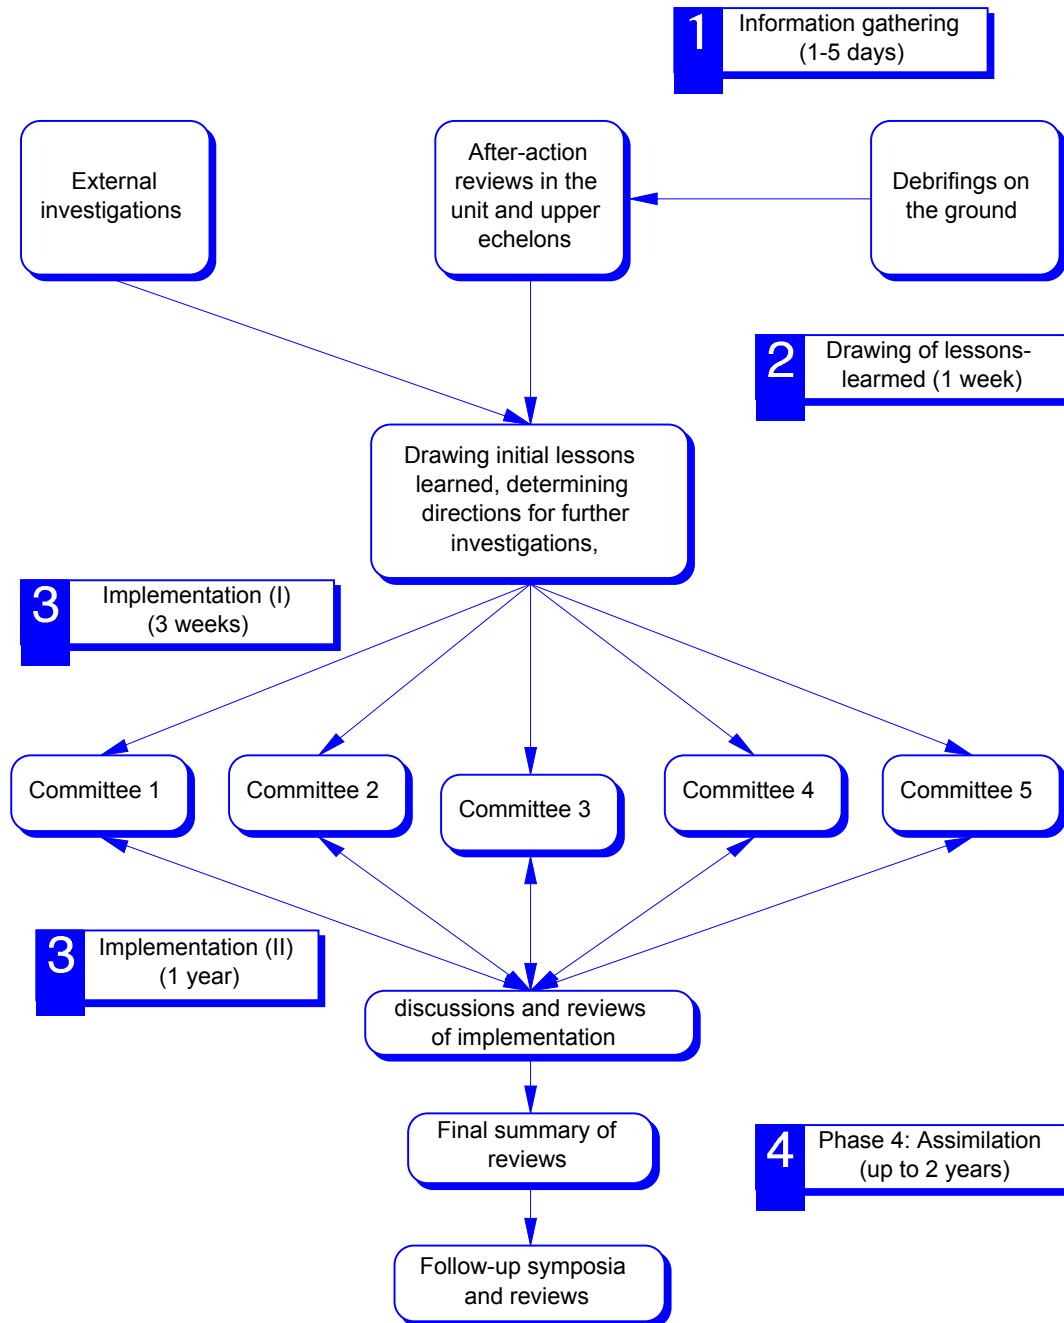 1
Information gathering
(1-5 days)
External
investigations
After-action
reviews in the
unit and upper
echelons
Debrifings on
the ground
2
Drawing of lessons-
learmed (1 week)
Drawing initial lessons
learned, determining
directions for further
investigations,
3
Implementation (I)
(3 weeks)
Committee 1
Committee 2
Committee 3
Committee 4
Committee 5
3
Implementation (II)
(1 year)
discussions and reviews
of implementation
Final summary of
reviews
4
Phase 4: Assimilation
(up to 2 years)
Follow-up symposia
and reviews